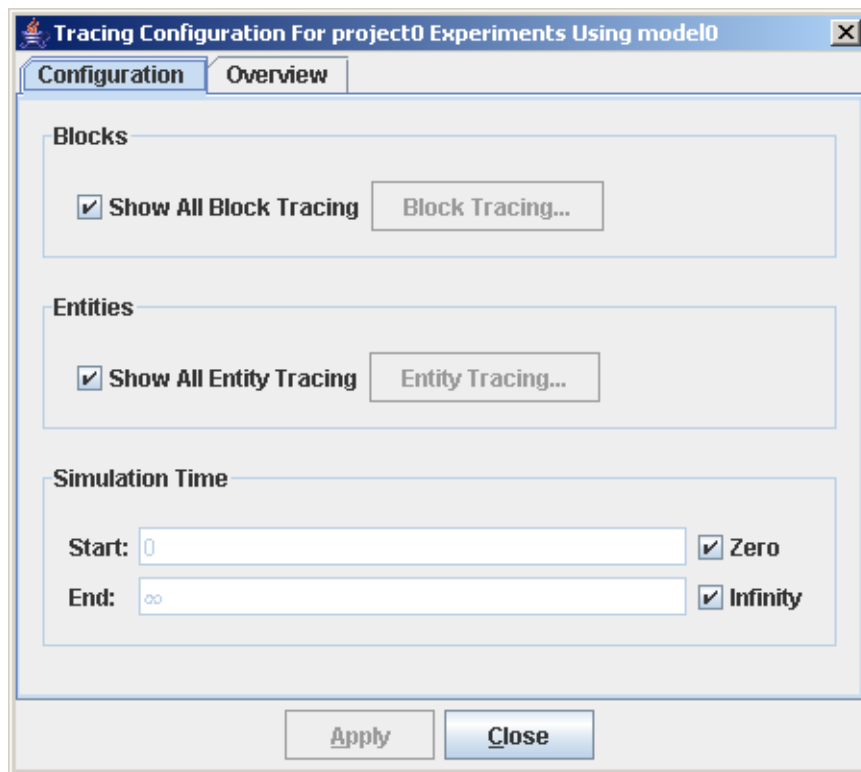 Tracing Configuration For project0 Experiments Using model0
Configuration Overview
Blocks
Show All Block Tracing Block Tracing...
Entities
Show All Entity Tracing Entity Tracing...
Simulation Time
Start: 0 Zero
End: ∞ Infinity
Apply Close